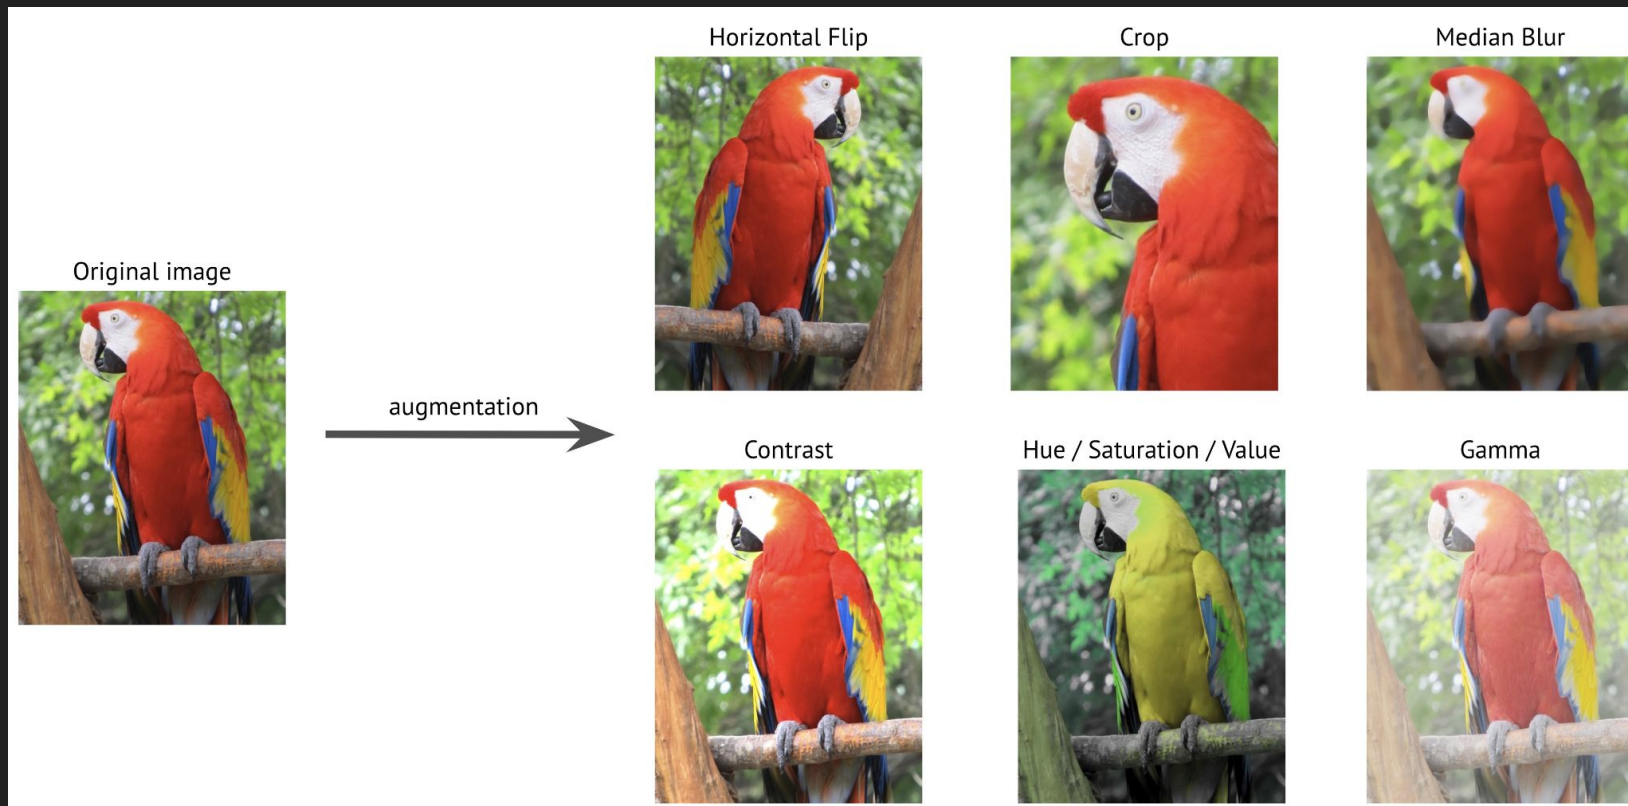 Original image
augmentation
Horizontal Flip
Crop
Median Blur
Contrast
Hue / Saturation / Value
Gamma